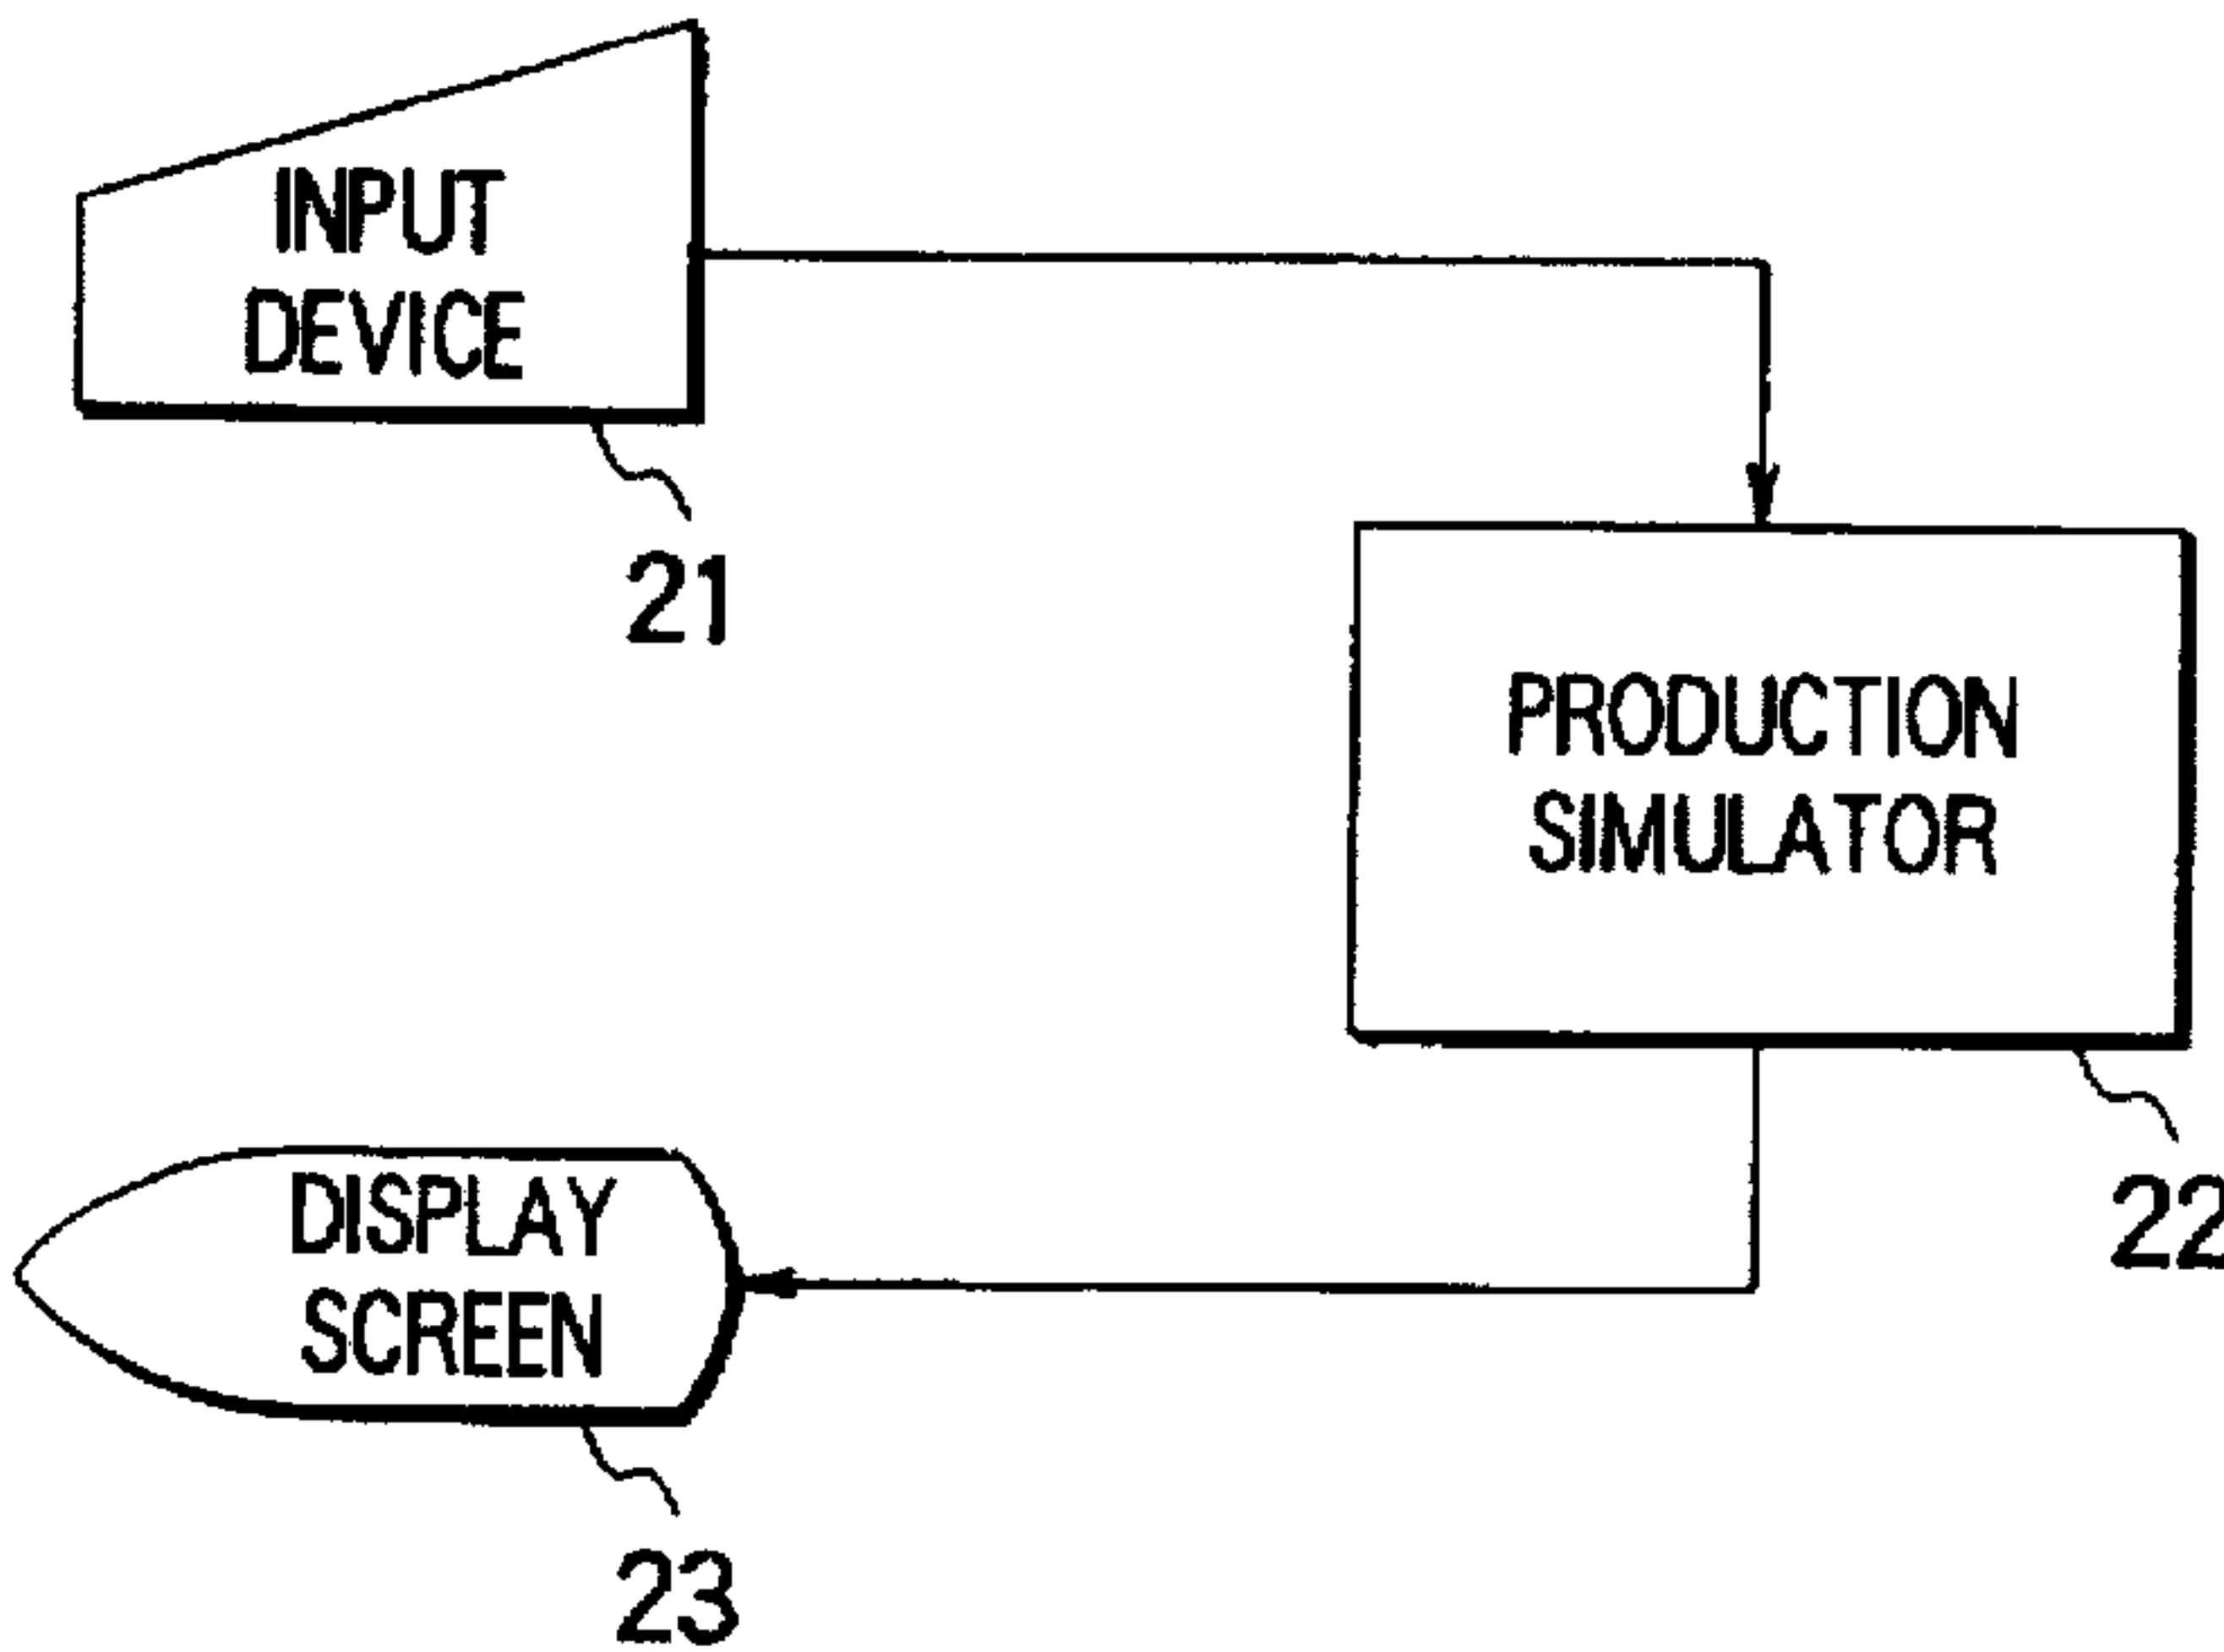 INPUT
DEVICE
21
PRODUCTION
SIMULATOR
22
DISPLAY
SCREEN
23